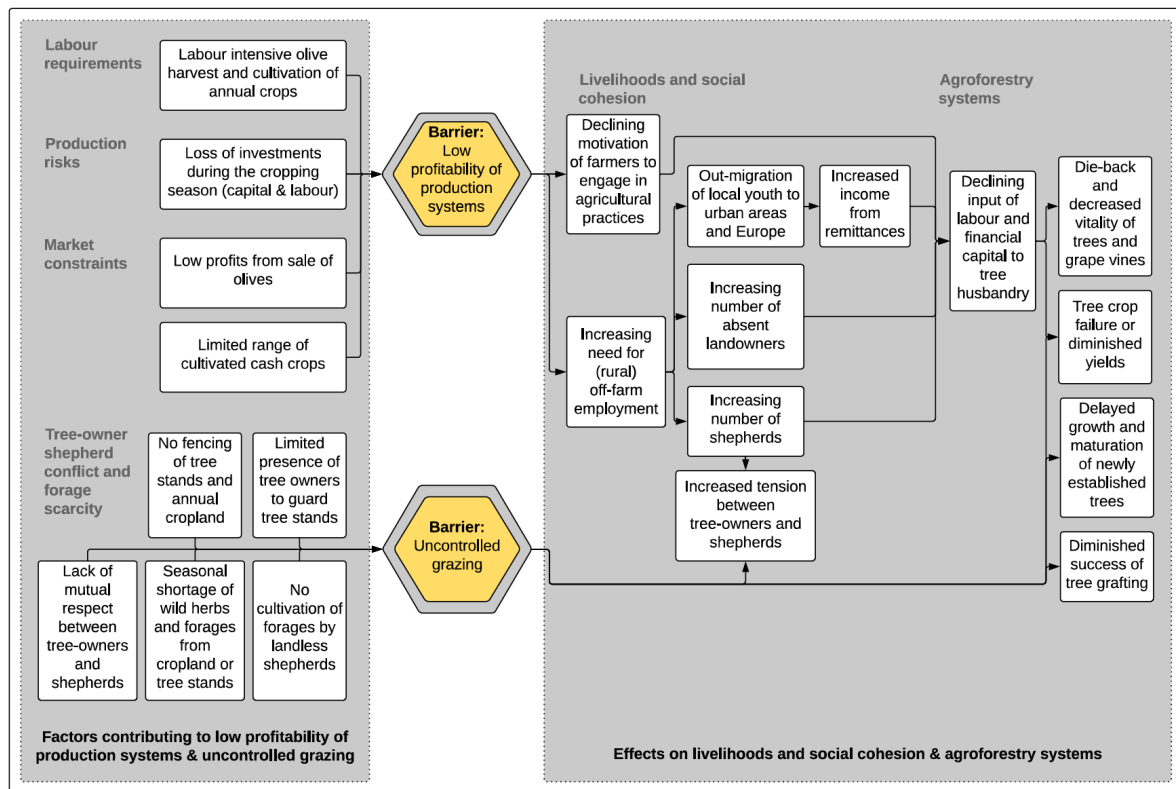 Labour
requirements
Labour intensive olive
harvest and cultivation of
annual crops
Production
risks
Loss of investments
during the cropping
season (capital & labour)
Market
constraints
Low profits from sale of
olives
Limited range of
cultivated cash crops
Tree-owner
shepherd
conflict and
forage
scarcity
No fencing
of tree
stands and
annual
cropland
Limited
presence of
tree owners
to guard
tree stands
Lack of
mutual
respect
between
tree-owners
and
shepherds
Seasonal
shortage of
wild herbs
and forages
from
cropland or
tree stands
No
cultivation of
forages by
landless
shepherds
Factors contributing to low profitability of
production systems & uncontrolled grazing
Barrier:
Low
profitability of
production
systems
Barrier:
Uncontrolled
grazing
Livelihoods and social
cohesion
Declining
motivation
of farmers to
engage in
agricultural
practices
Out-migration
of local youth to
urban areas
and Europe
Increased
income
from
remittances
Increasing
need for
(rural)
off-farm
employment
Increasing
number of
absent
landowners
Increasing
number of
shepherds
Increased tension
between
tree-owners and
shepherds
Agroforestry
systems
Declining
input of
labour and
financial
capital to
tree
husbandry
Die-back
and
decreased
vitality of
trees and
grape vines
Tree crop
failure or
diminished
yields
Delayed
growth and
maturation
of newly
established
trees
Diminished
success of
tree grafting
Effects on livelihoods and social cohesion & agroforestry systems